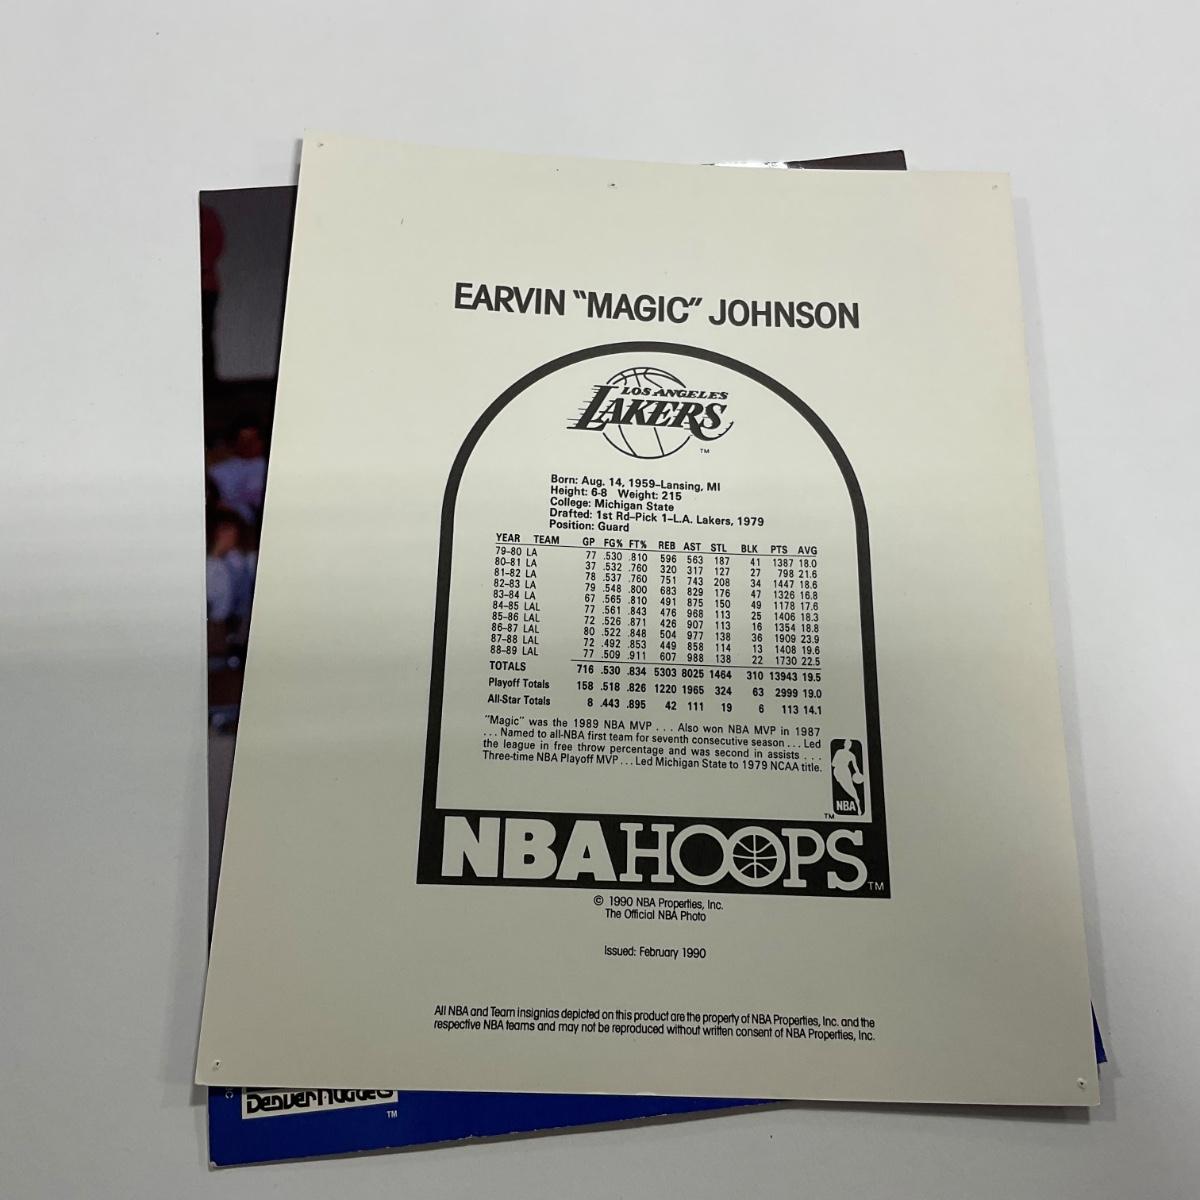 EARVIN "MAGIC" JOHNSON
LOS ANGELES
LAKERS
TM
Born: Aug. 14, 1959–Lansing, MI
Height: 6-8 Weight: 215
College: Michigan State
Drafted: 1st Rd–Pick 1–L.A. Lakers, 1979
Position: Guard
YEAR TEAM GP FG% FT% REB AST STL BLK PTS AVG
79-80 LA 77 .530 .810 596 563 187 41 1387 18.0
80-81 LA 37 .532 .760 320 317 127 27 798 21.6
81-82 LA 78 .537 .760 751 743 208 34 1447 18.6
82-83 LA 79 .548 .800 683 829 176 47 1326 16.8
83-84 LA 67 .565 .810 491 875 150 49 1178 17.6
84-85 LAL 77 .561 .843 476 968 113 25 1406 18.3
85-86 LAL 72 .526 .871 426 907 113 16 1354 18.8
86-87 LAL 80 .522 .848 504 977 138 36 1909 23.9
87-88 LAL 72 .492 .853 449 858 114 13 1408 19.6
88-89 LAL 77 .509 .911 607 988 138 22 1730 22.5
TOTALS 716 .530 .834 5303 8025 1464 310 13943 19.5
Playoff Totals 158 .518 .826 1220 1965 324 63 2999 19.0
All-Star Totals 8 .443 .895 42 111 19 6 113 14.1
"Magic" was the 1989 NBA MVP . . . Also won NBA MVP in 1987
. . . Named to all-NBA first team for seventh consecutive season . . . Led
the league in free throw percentage and was second in assists . . .
Three-time NBA Playoff MVP . . . Led Michigan State to 1979 NCAA title.
NBA
TM
NBA HOOPS
TM
© 1990 NBA Properties, Inc.
The Official NBA Photo
Issued: February 1990
All NBA and Team insignias depicted on this product are the property of NBA Properties, Inc. and the
respective NBA teams and may not be reproduced without written consent of NBA Properties, Inc.
Denver Nuggets
TM